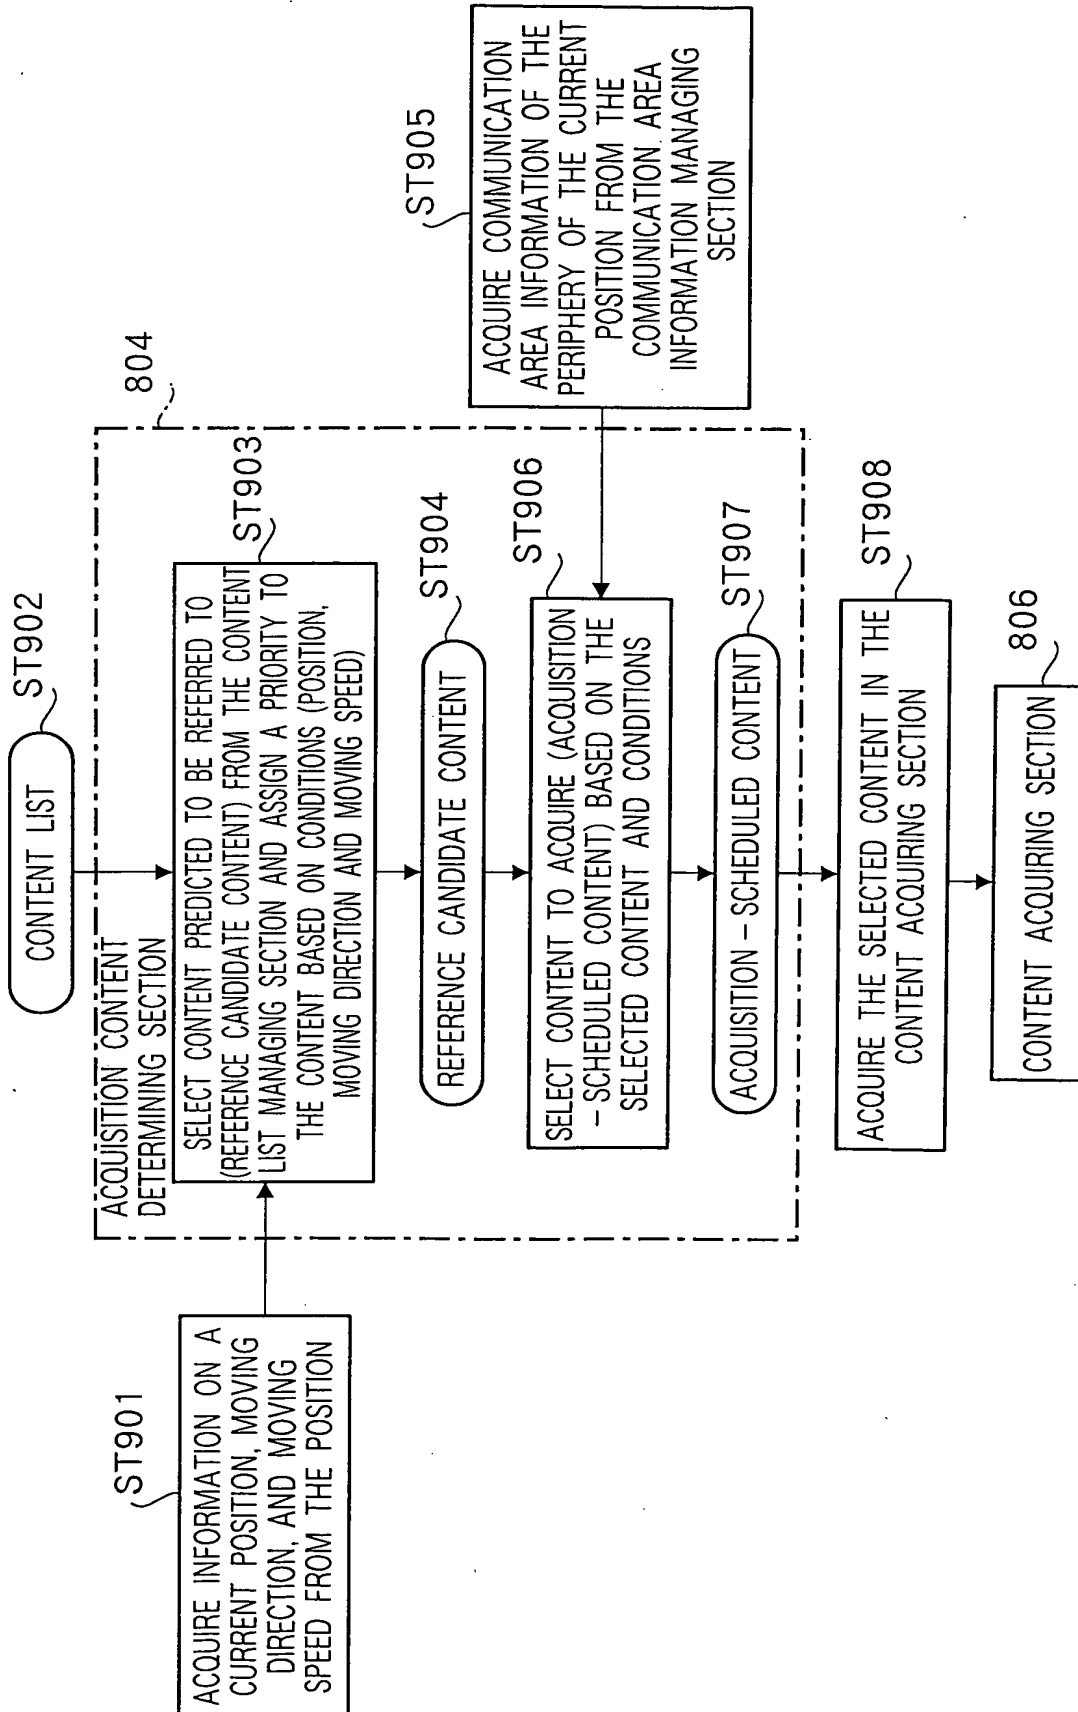 ST901
ACQUIRE INFORMATION ON A
CURRENT POSITION, MOVING
DIRECTION, AND MOVING
SPEED FROM THE POSITION
ST902
CONTENT LIST
ACQUISITION CONTENT
DETERMINING SECTION
804
ST903
SELECT CONTENT PREDICTED TO BE REFERRED TO
(REFERENCE CANDIDATE CONTENT) FROM THE CONTENT
LIST MANAGING SECTION AND ASSIGN A PRIORITY TO
THE CONTENT BASED ON CONDITIONS (POSITION,
MOVING DIRECTION AND MOVING SPEED)
ST904
REFERENCE CANDIDATE CONTENT
ST905
ACQUIRE COMMUNICATION
AREA INFORMATION OF THE
PERIPHERY OF THE CURRENT
POSITION FROM THE
COMMUNICATION AREA
INFORMATION MANAGING
SECTION
ST906
SELECT CONTENT TO ACQUIRE (ACQUISITION
-SCHEDULED CONTENT) BASED ON THE
SELECTED CONTENT AND CONDITIONS
ST907
ACQUISITION-SCHEDULED CONTENT
ST908
ACQUIRE THE SELECTED CONTENT IN THE
CONTENT ACQUIRING SECTION
806
CONTENT ACQUIRING SECTION